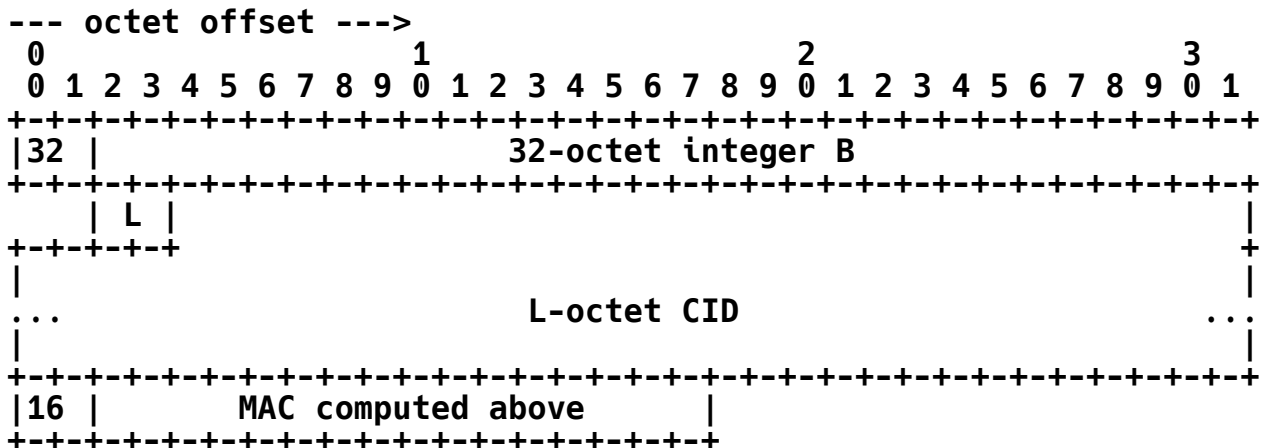 --- octet offset --->
 0                   1                   2                   3
 0 1 2 3 4 5 6 7 8 9 0 1 2 3 4 5 6 7 8 9 0 1 2 3 4 5 6 7 8 9 0 1
+-+-+-+-+-+-+-+-+-+-+-+-+-+-+-+-+-+-+-+-+-+-+-+-+-+-+-+-+-+-+-+-+
|32 |                     32-octet integer B
+-+-+-+-+-+-+-+-+-+-+-+-+-+-+-+-+-+-+-+-+-+-+-+-+-+-+-+-+-+-+-+-+
    | L |                                                       |
+-+-+-+-+                                                       +
|                                                               |
...                        L-octet CID                        ...
|                                                               |
+-+-+-+-+-+-+-+-+-+-+-+-+-+-+-+-+-+-+-+-+-+-+-+-+-+-+-+-+-+-+-+-+
|16 |       MAC computed above      |
+-+-+-+-+-+-+-+-+-+-+-+-+-+-+-+-+-+-+